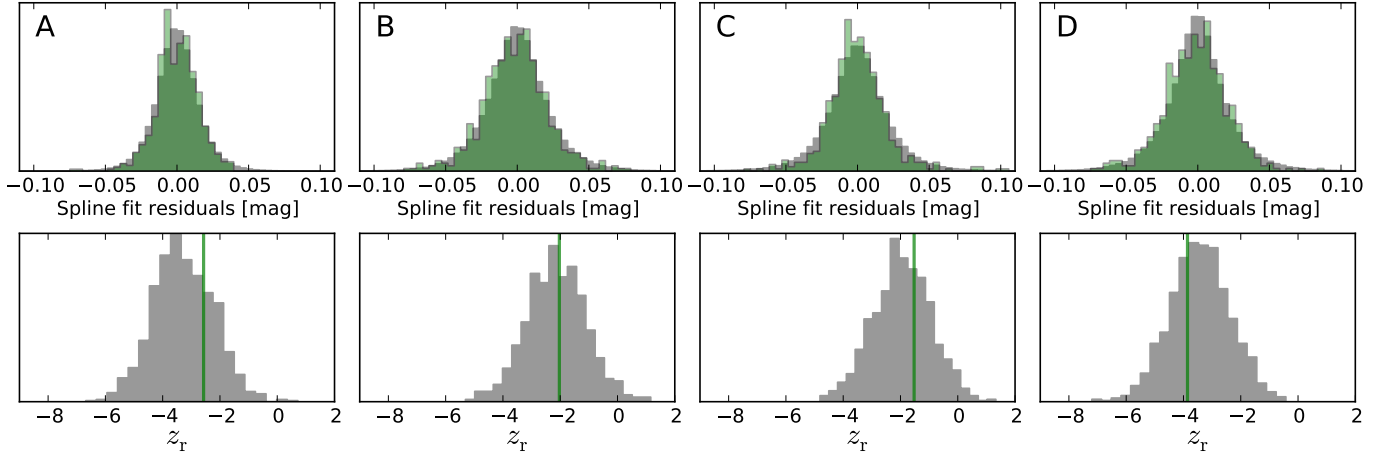 A B C D
−0.10 −0.05 0.00 0.05 0.10 −0.10 −0.05 0.00 0.05 0.10 −0.10 −0.05 0.00 0.05 0.10 −0.10 −0.05 0.00 0.05 0.10
Spline fit residuals [mag] Spline fit residuals [mag] Spline fit residuals [mag] Spline fit residuals [mag]
−8 −6 −4 −2 0 2 −8 −6 −4 −2 0 2 −8 −6 −4 −2 0 2 −8 −6 −4 −2 0 2
z_r z_r z_r z_r